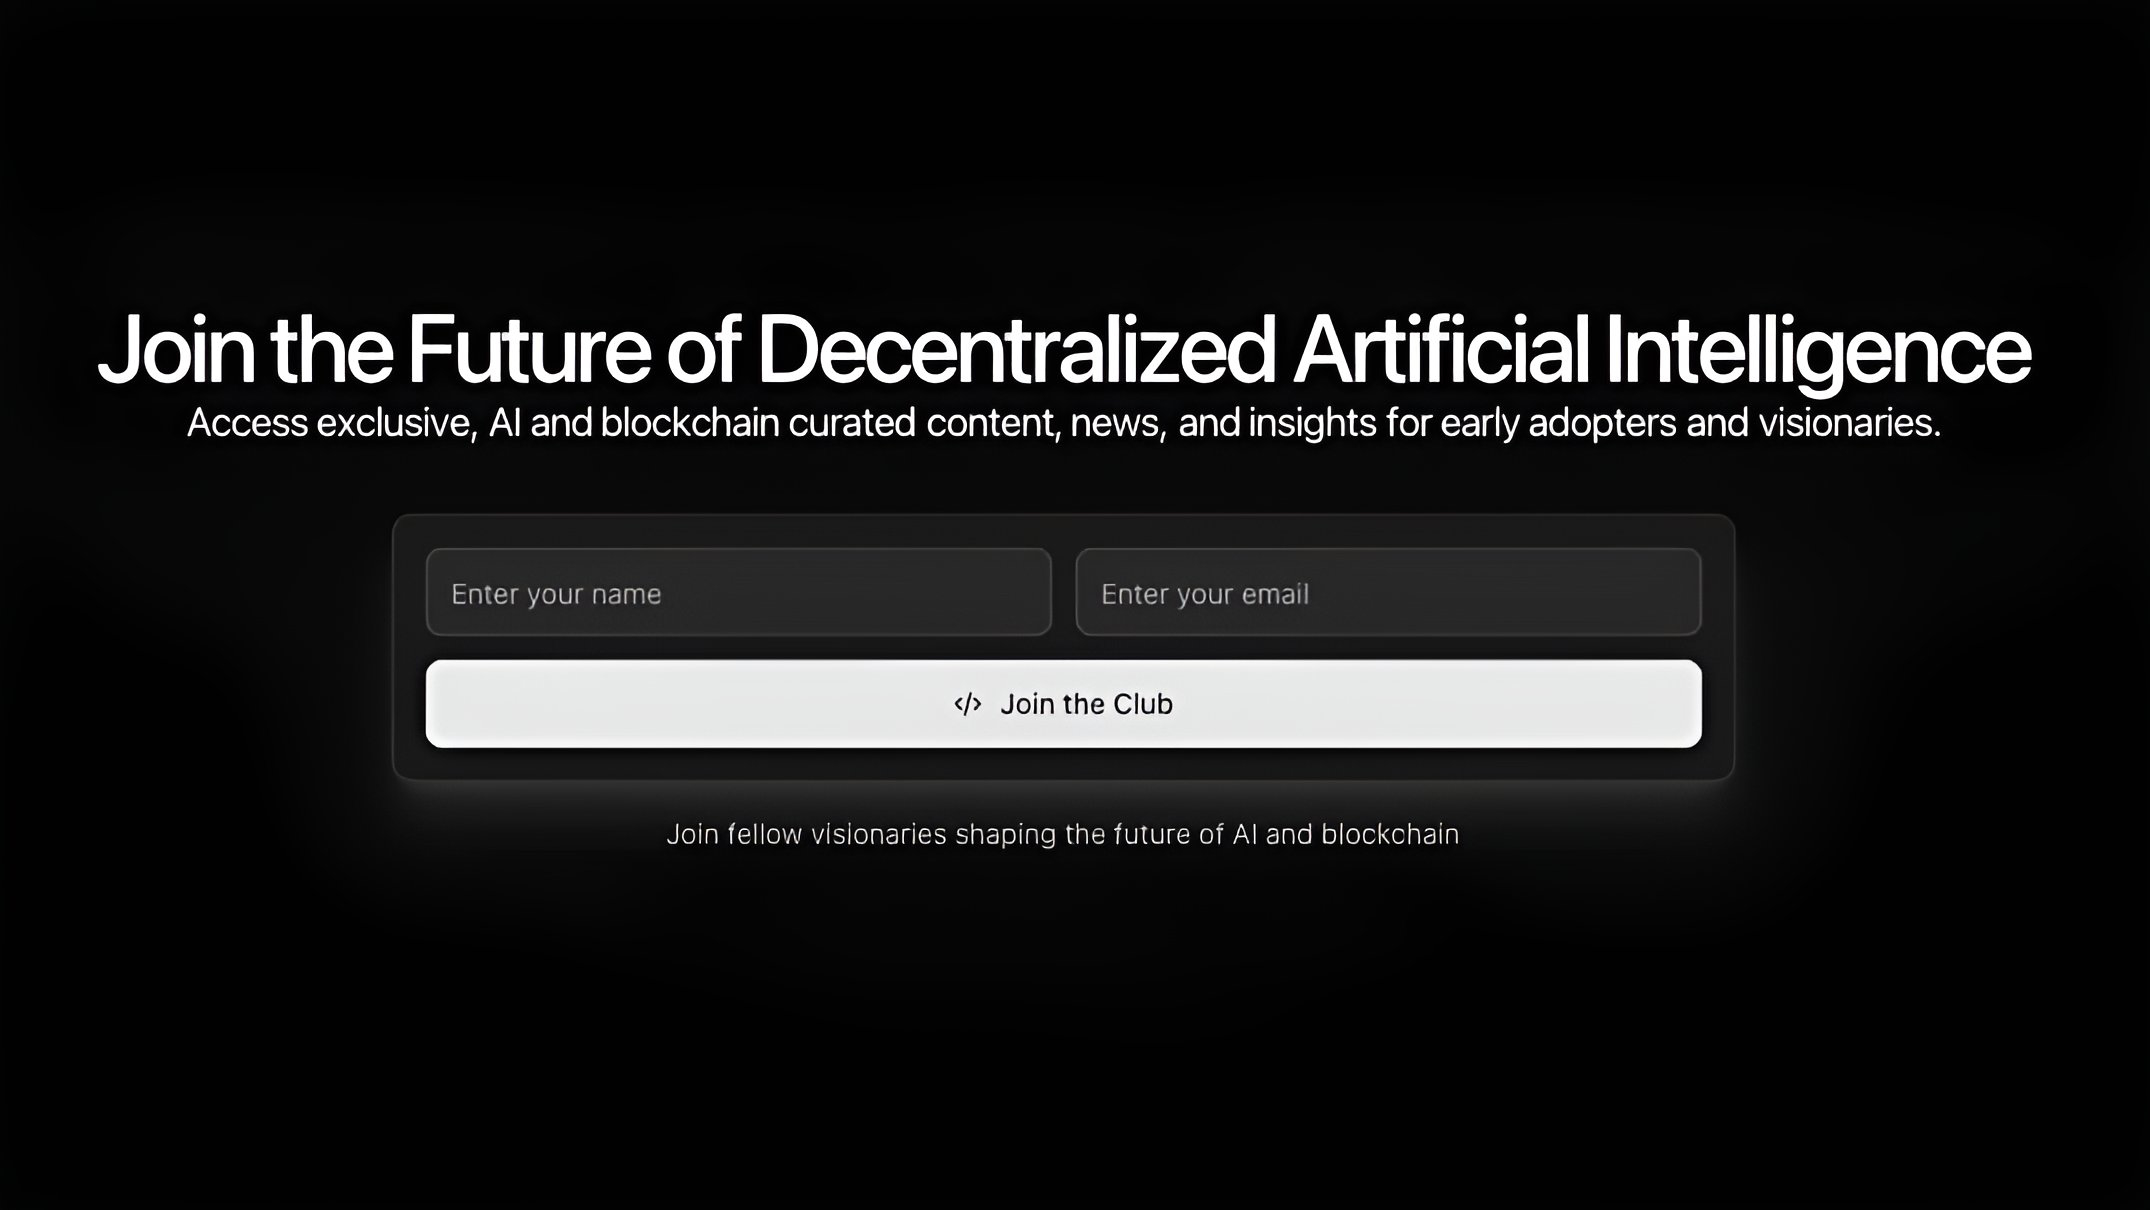 Join the Future of Decentralized Artificial Intelligence
Access exclusive, AI and blockchain curated content, news, and insights for early adopters and visionaries.
Enter your name
Enter your email
</> Join the Club
Join fellow visionaries shaping the future of AI and blockchain